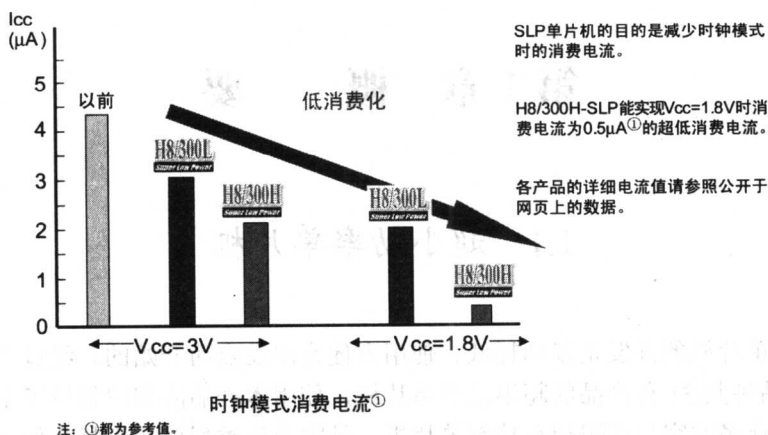 Icc
(μA)
5
4
3
2
1
0
以前
低消费化
H8/300L
Super Low Power
H8/300H
Super Low Power
H8/300L
Super Low Power
H8/300H
Super Low Power
Vcc=3V
Vcc=1.8V
SLP单片机的目的是减少时钟模式
时的消费电流。
H8/300H-SLP能实现Vcc=1.8V时消
费电流为0.5μA①的超低消费电流。
各产品的详细电流值请参照公开于
网页上的数据。
时钟模式消费电流①
注: ①都为参考值。